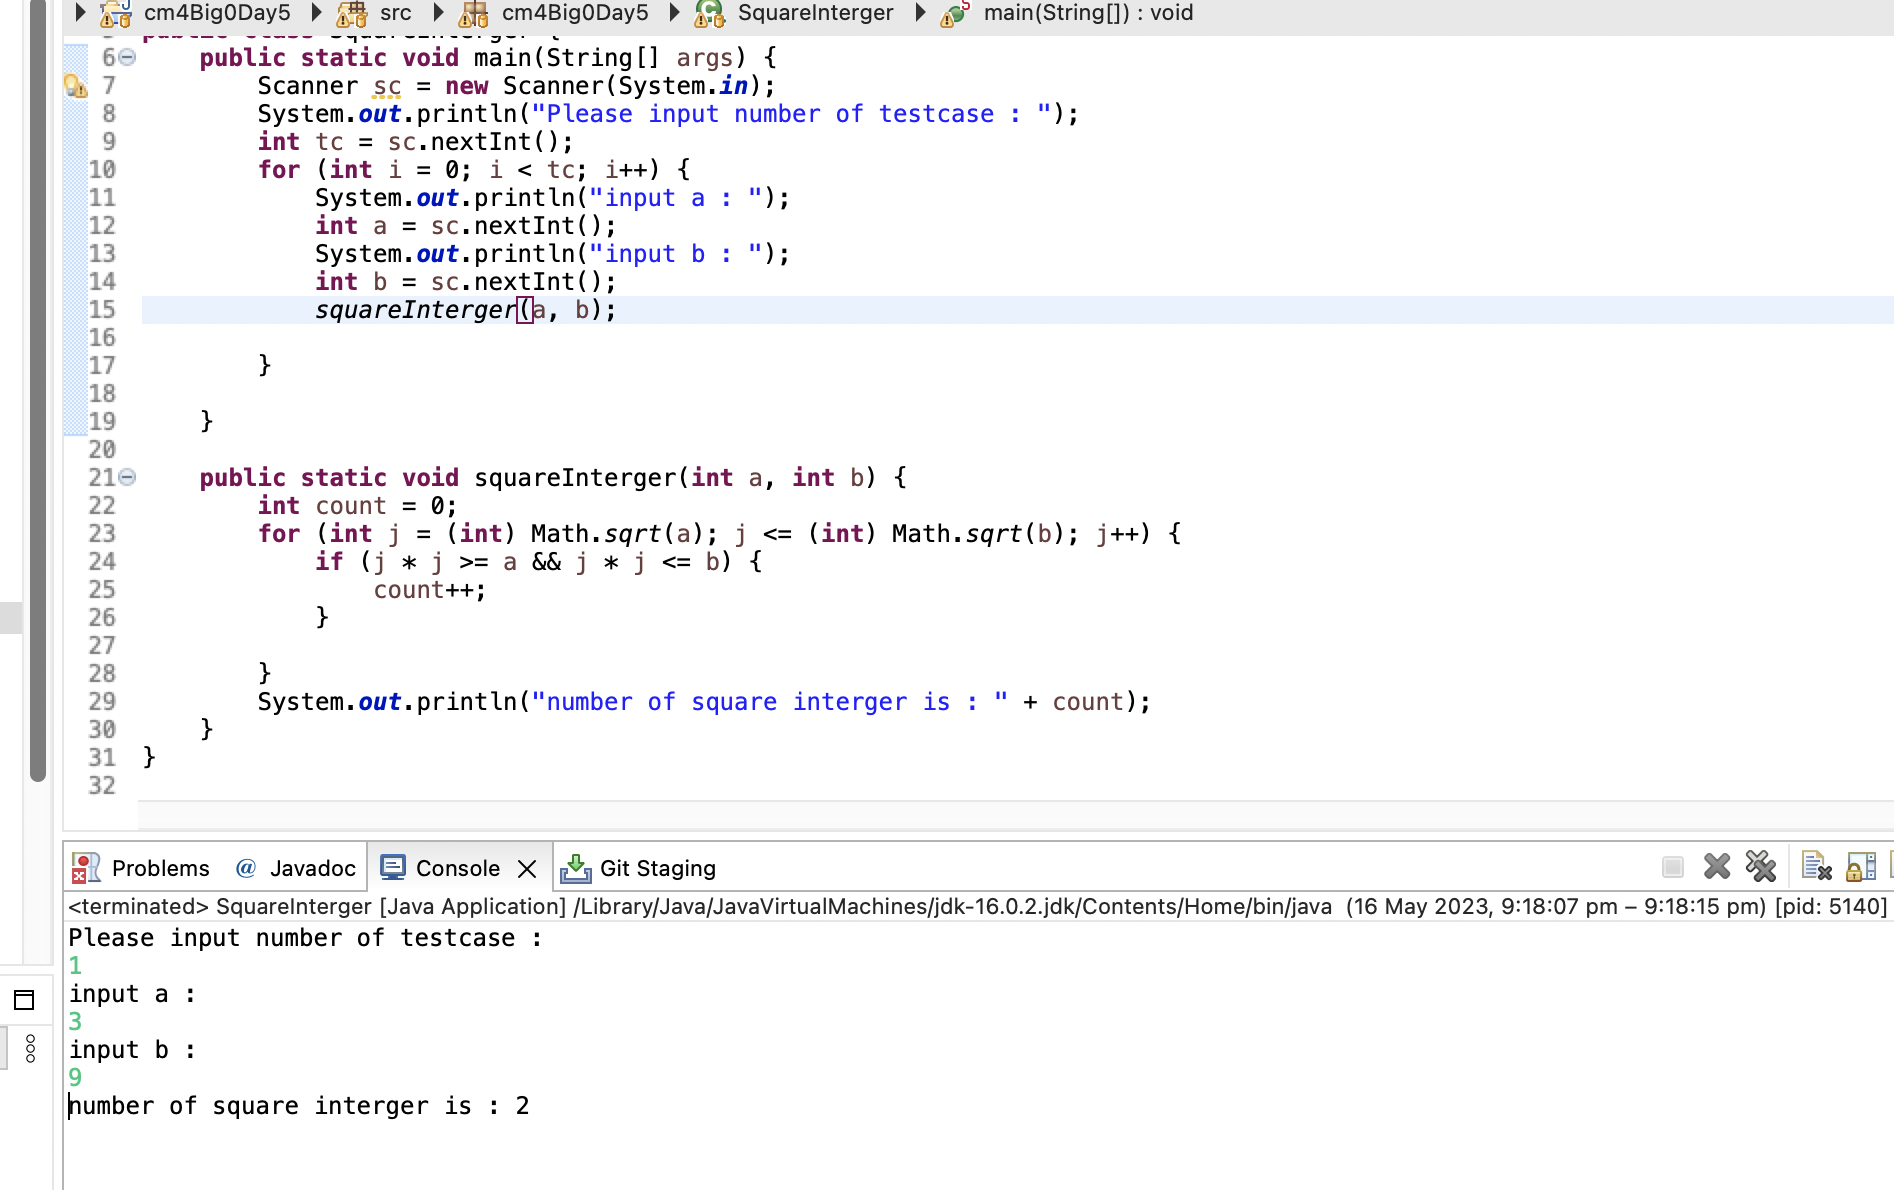 cm4Big0Day5 src cm4Big0Day5 SquareInterger main(String[]) : void
5 public class SquareInterger {
6 public static void main(String[] args) {
7 Scanner sc = new Scanner(System.in);
8 System.out.println("Please input number of testcase : ");
9 int tc = sc.nextInt();
10 for (int i = 0; i < tc; i++) {
11 System.out.println("input a : ");
12 int a = sc.nextInt();
13 System.out.println("input b : ");
14 int b = sc.nextInt();
15 squareInterger(a, b);
16
17 }
18
19 }
20
21 public static void squareInterger(int a, int b) {
22 int count = 0;
23 for (int j = (int) Math.sqrt(a); j <= (int) Math.sqrt(b); j++) {
24 if (j * j >= a && j * j <= b) {
25 count++;
26 }
27
28 }
29 System.out.println("number of square interger is : " + count);
30 }
31 }
32
Problems @ Javadoc Console Git Staging
<terminated> SquareInterger [Java Application] /Library/Java/JavaVirtualMachines/jdk-16.0.2.jdk/Contents/Home/bin/java (16 May 2023, 9:18:07 pm – 9:18:15 pm) [pid: 5140]
Please input number of testcase :
1
input a :
3
input b :
9
number of square interger is : 2